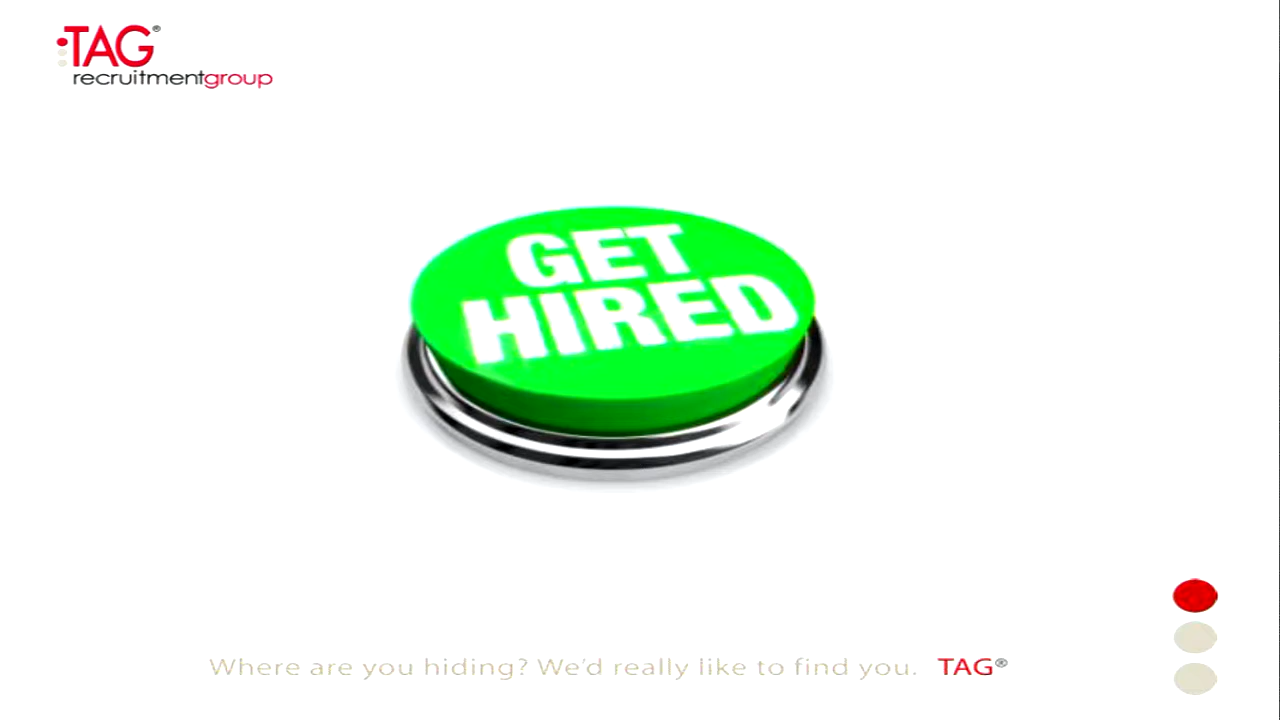 TAG®
recruitmentgroup
GET
HIRED
Where are you hiding? We'd really like to find you. TAG®